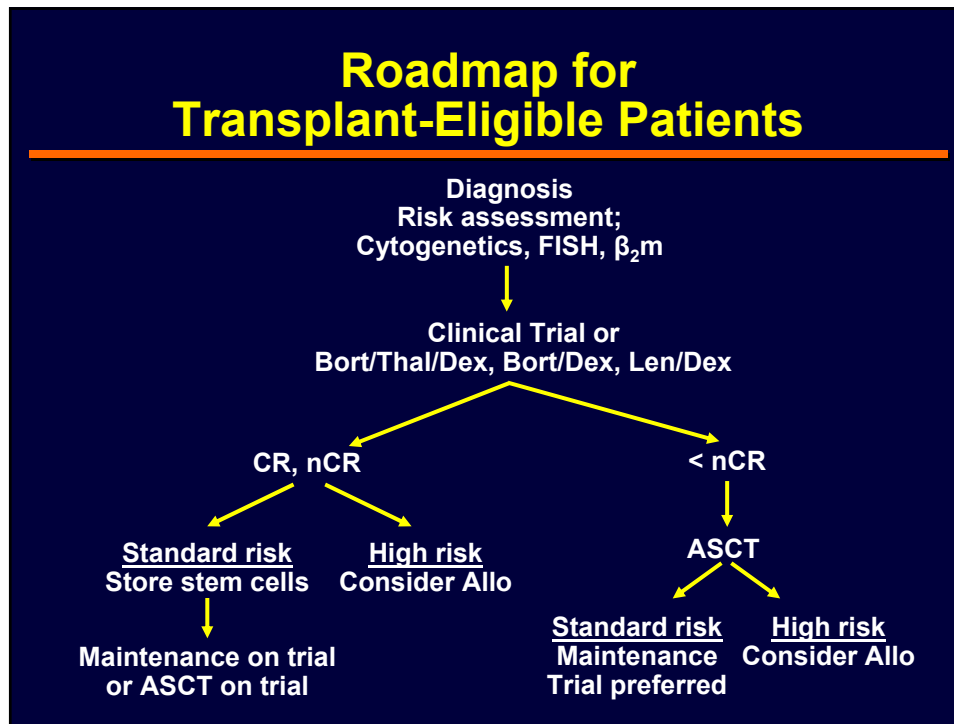 Roadmap for
Transplant-Eligible Patients
Diagnosis
Risk assessment;
Cytogenetics, FISH, β₂m
Clinical Trial or
Bort/Thal/Dex, Bort/Dex, Len/Dex
CR, nCR
< nCR
Standard risk
Store stem cells
High risk
Consider Allo
ASCT
Maintenance on trial
or ASCT on trial
Standard risk
Maintenance
Trial preferred
High risk
Consider Allo